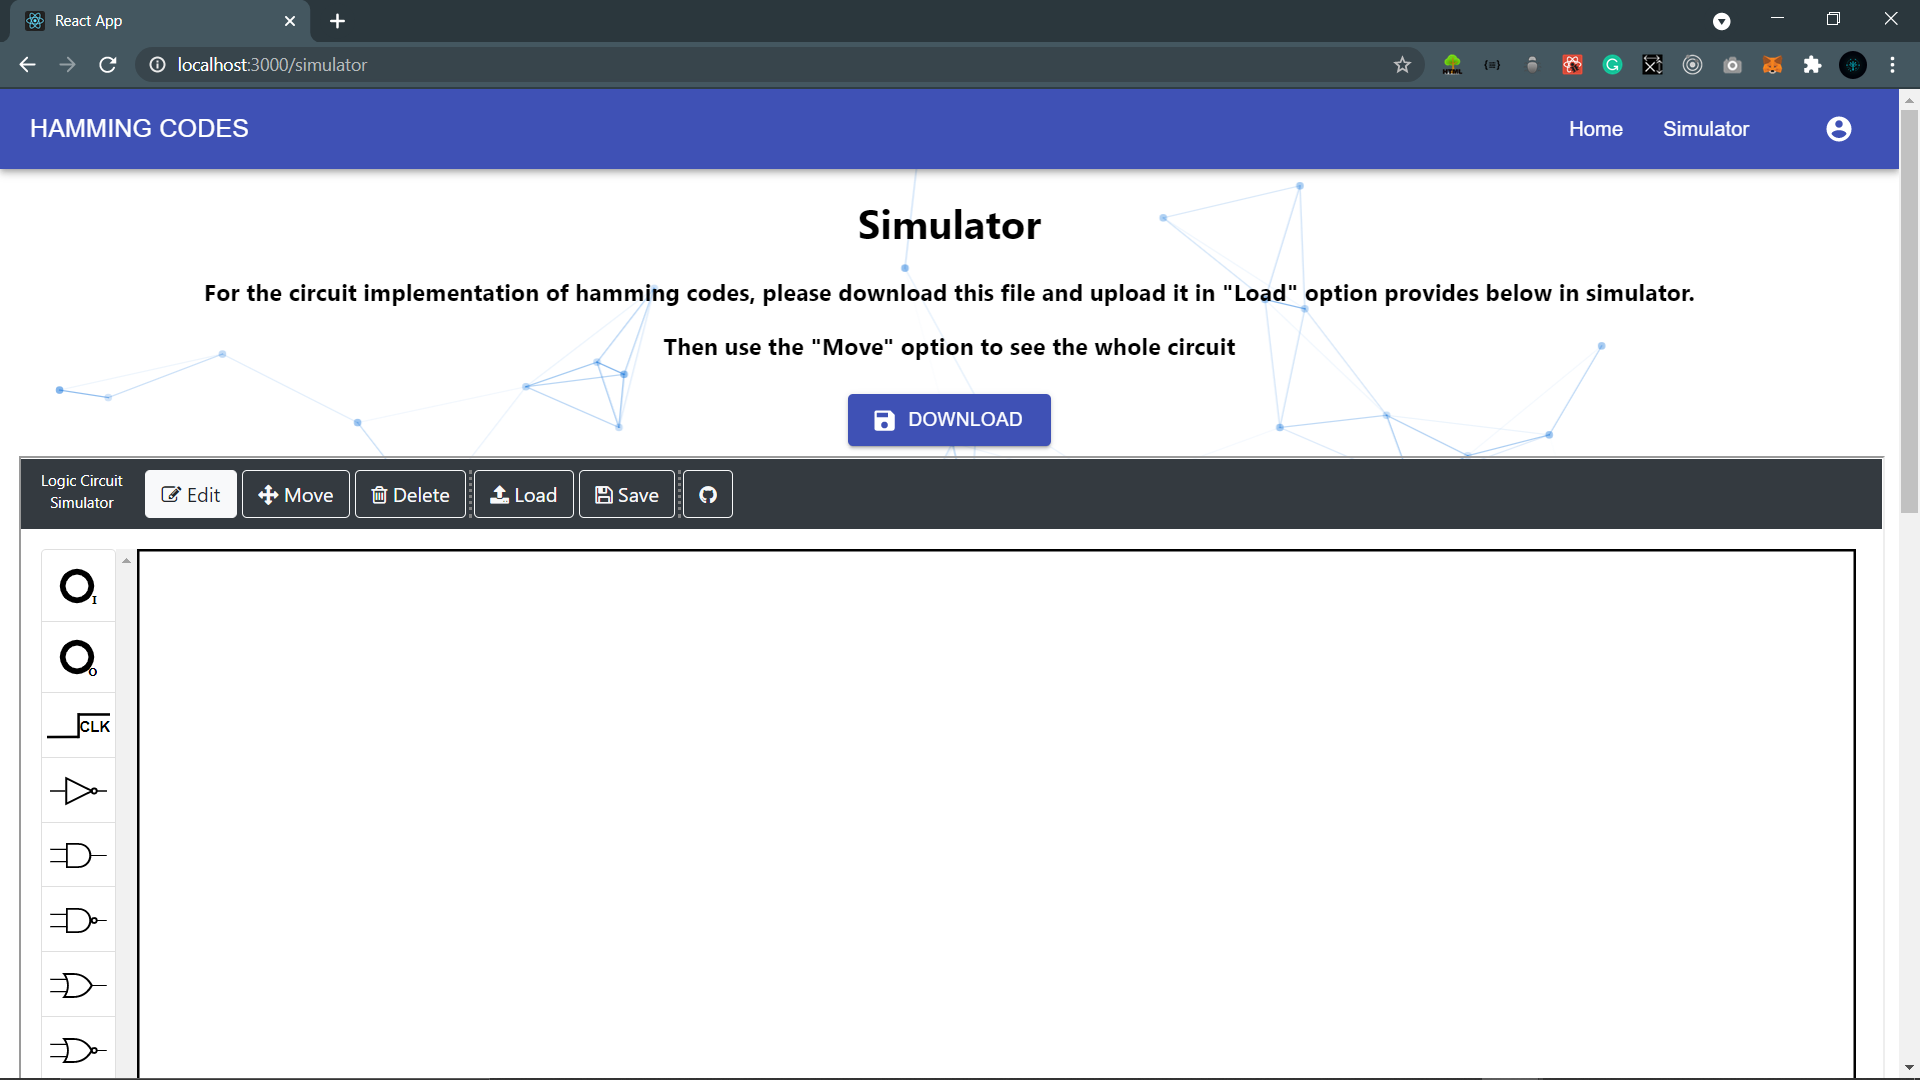 React App
localhost:3000/simulator
HAMMING CODES
Home
Simulator
Simulator
For the circuit implementation of hamming codes, please download this file and upload it in "Load" option provides below in simulator.
Then use the "Move" option to see the whole circuit
DOWNLOAD
Logic Circuit
Simulator
Edit
Move
Delete
Load
Save
I
O
CLK